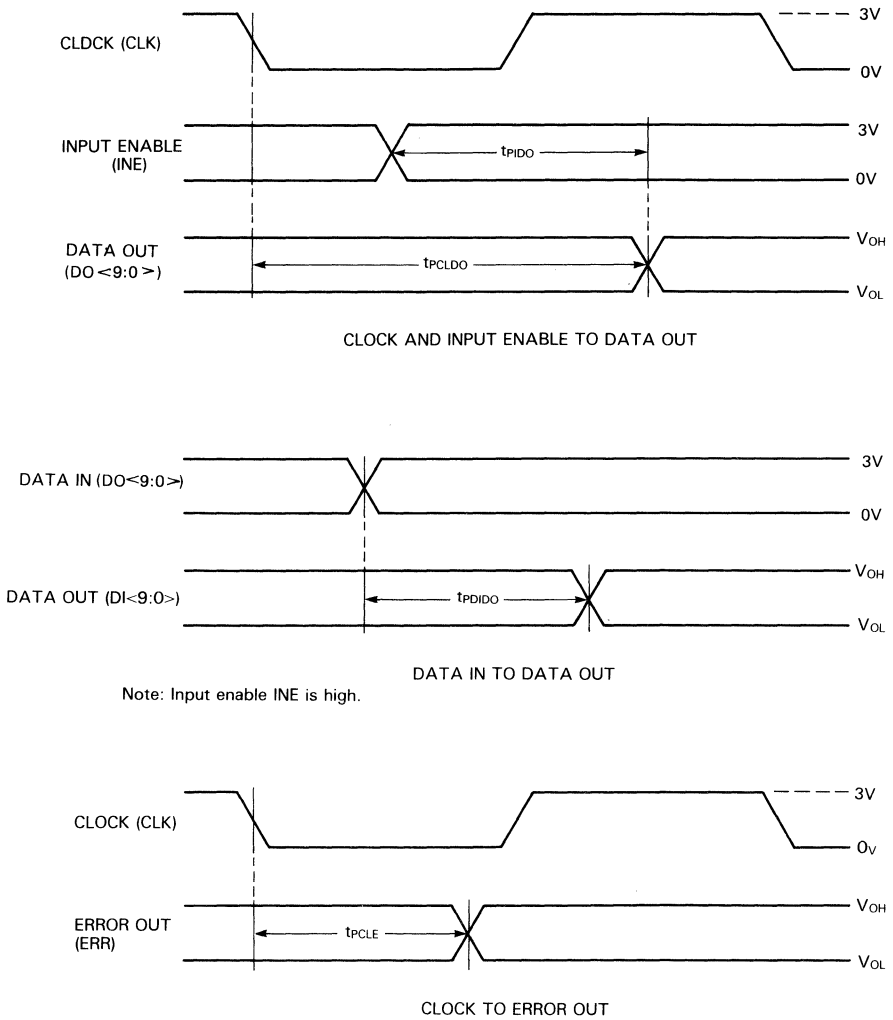 3V
CLDCK (CLK)
0V
3V
INPUT ENABLE
(INE)
tPIDO
0V
VOH
DATA OUT
(DO <9:0 >)
tPCLDO
VOL
CLOCK AND INPUT ENABLE TO DATA OUT
3V
DATA IN (DO<9:0>)
0V
VOH
DATA OUT (DI<9:0>)
tPDIDO
VOL
DATA IN TO DATA OUT
Note: Input enable INE is high.
3V
CLOCK (CLK)
0V
VOH
ERROR OUT
(ERR)
tPCLE
VOL
CLOCK TO ERROR OUT